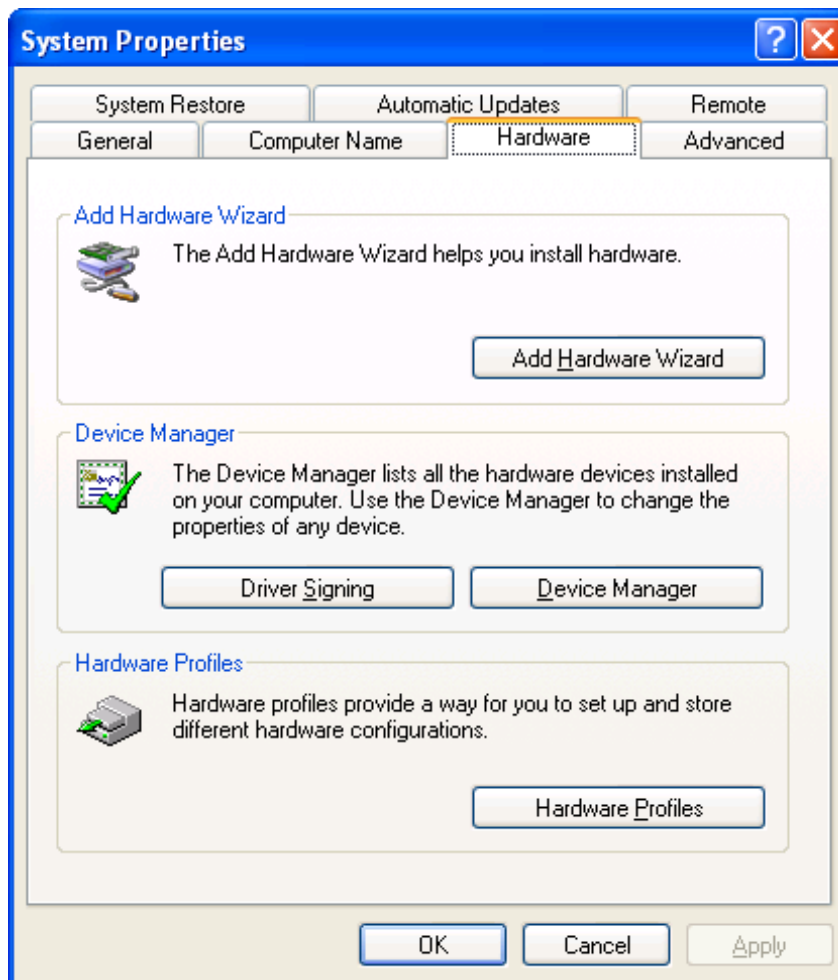 System Properties
System Restore Automatic Updates Remote
General Computer Name Hardware Advanced
Add Hardware Wizard
The Add Hardware Wizard helps you install hardware.
Add Hardware Wizard
Device Manager
The Device Manager lists all the hardware devices installed
on your computer. Use the Device Manager to change the
properties of any device.
Driver Signing Device Manager
Hardware Profiles
Hardware profiles provide a way for you to set up and store
different hardware configurations.
Hardware Profiles
OK Cancel Apply